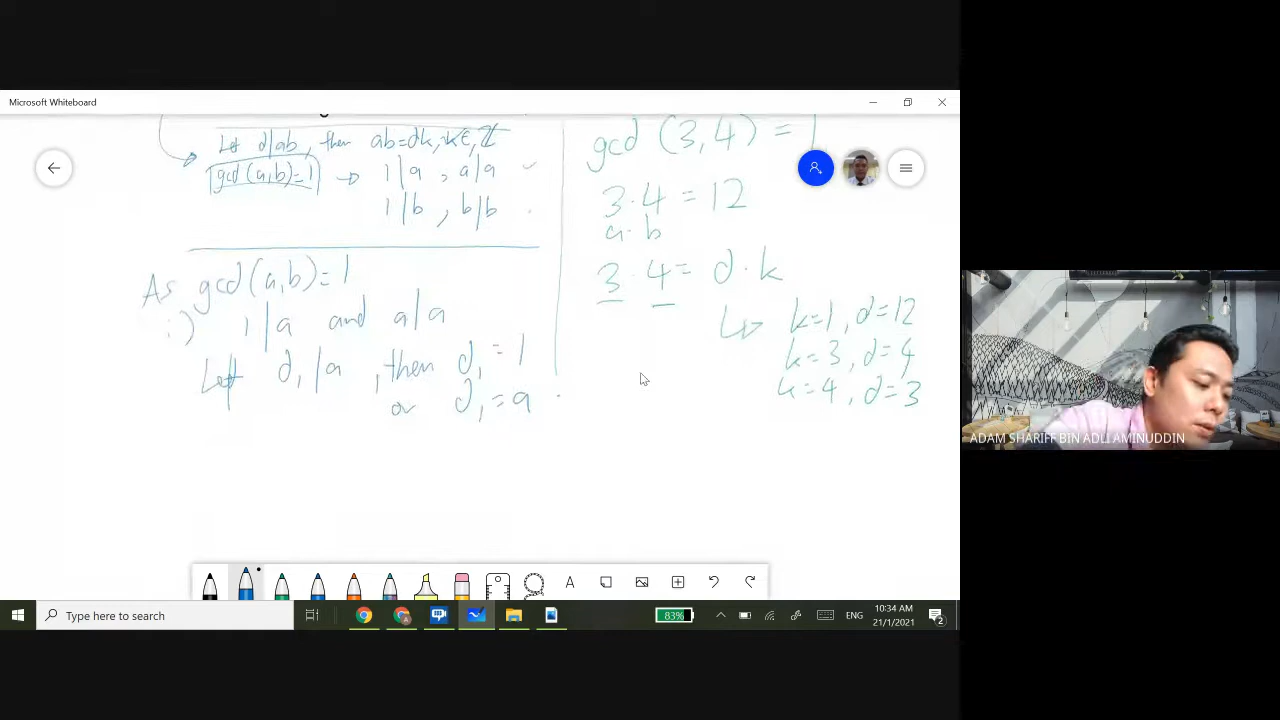 Microsoft Whiteboard
Let d|ab, then ab=dk, k∈ℤ
gcd(a,b)=1 → 1|a , a|a
1|b , b|b
As gcd(a,b)=1
i) 1|a and a|a
Let d₁|a , then d₁ = 1
or d₁ = a
gcd (3,4) = 1
3·4 = 12
a·b
3·4 = d·k
↳ k=1, d=12
k=3, d=4
k=4, d=3
ADAM SHARIFF BIN ADLI AMINUDDIN
A
Type here to search
83%
ENG
10:34 AM
21/1/2021
2